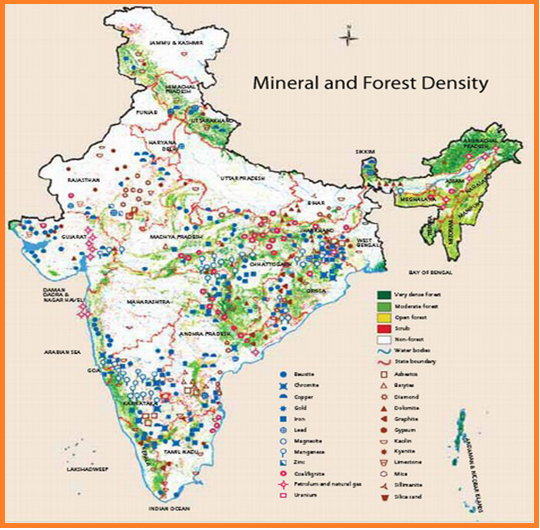 N
JAMMU & KASHMIR
Mineral and Forest Density
HIMACHAL
PRADESH
PUNJAB
UTTARAKHAND
HARYANA
DELHI
SIKKIM
ARUNACHAL
PRADESH
RAJASTHAN
UTTAR PRADESH
ASSAM
NAGALAND
MEGHALAYA
BIHAR
MANIPUR
TRIPURA
MIZORAM
GUJARAT
MADHYA PRADESH
JHARKHAND
WEST
BENGAL
CHHATTISGARH
BAY OF BENGAL
DAMAN
DADRA &
NAGAR HAVELI
MAHARASHTRA
ORISSA
Very dense forest
Moderate forest
Open forest
Scrub
Non-forest
Water bodies
State boundary
ANDHRA PRADESH
ARABIAN SEA
GOA
Bauxite
Chromite
Copper
Gold
Iron
Lead
Magnesite
Manganese
Zinc
Coal/lignite
Petroleum and natural gas
Uranium
Asbestos
Barytes
Diamond
Dolomite
Graphite
Gypsum
Kaolin
Kyanite
Limestone
Mica
Sillimanite
Silica sand
KARNATAKA
TAMIL NADU
KERALA
LAKSHADWEEP
ANDAMAN & NICOBAR ISLANDS
INDIAN OCEAN